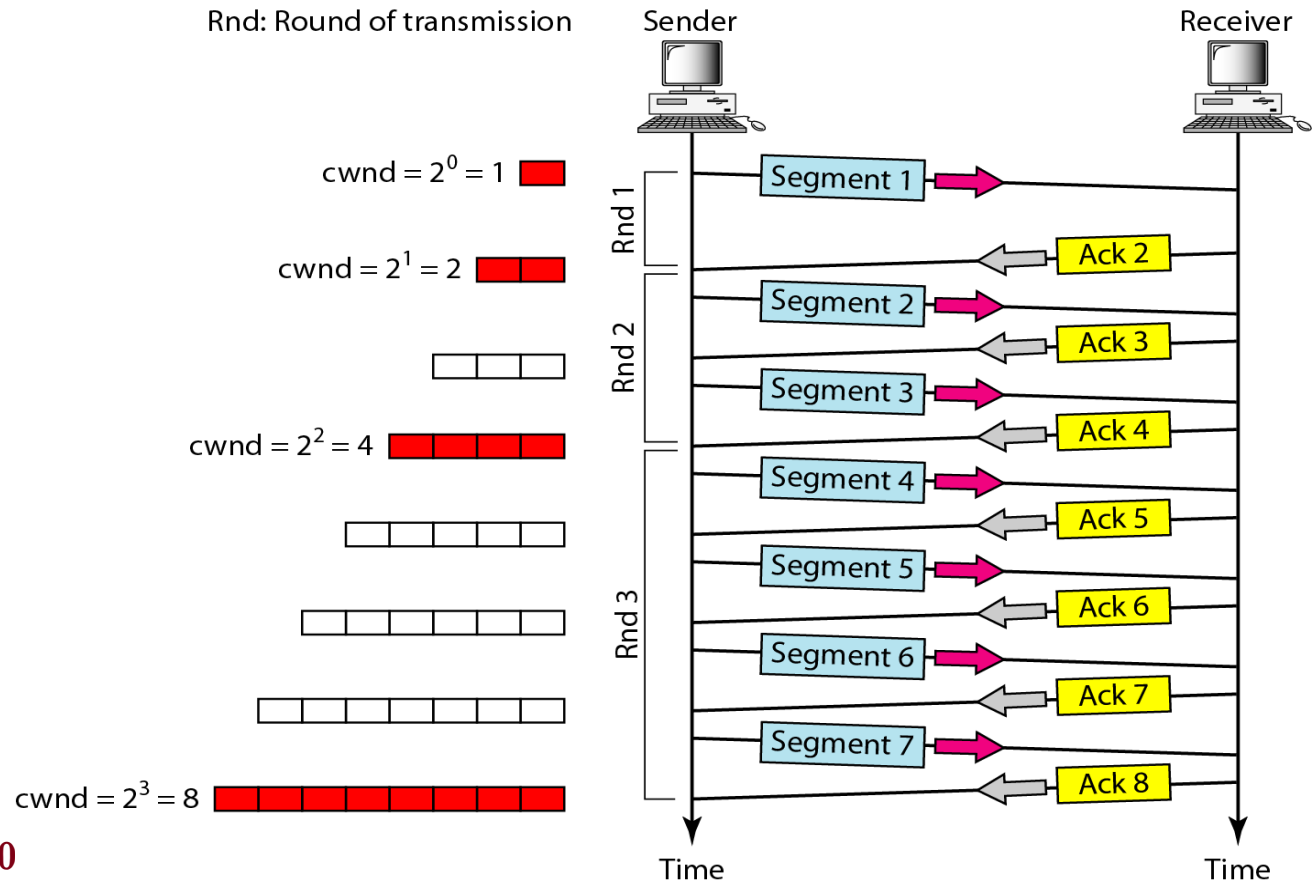 Rnd: Round of transmission
Sender
Receiver
cwnd = 2⁰ = 1
Rnd 1
Segment 1
Ack 2
cwnd = 2¹ = 2
Rnd 2
Segment 2
Ack 3
Segment 3
Ack 4
cwnd = 2² = 4
Rnd 3
Segment 4
Ack 5
Segment 5
Ack 6
Segment 6
Ack 7
Segment 7
Ack 8
cwnd = 2³ = 8
0
Time
Time